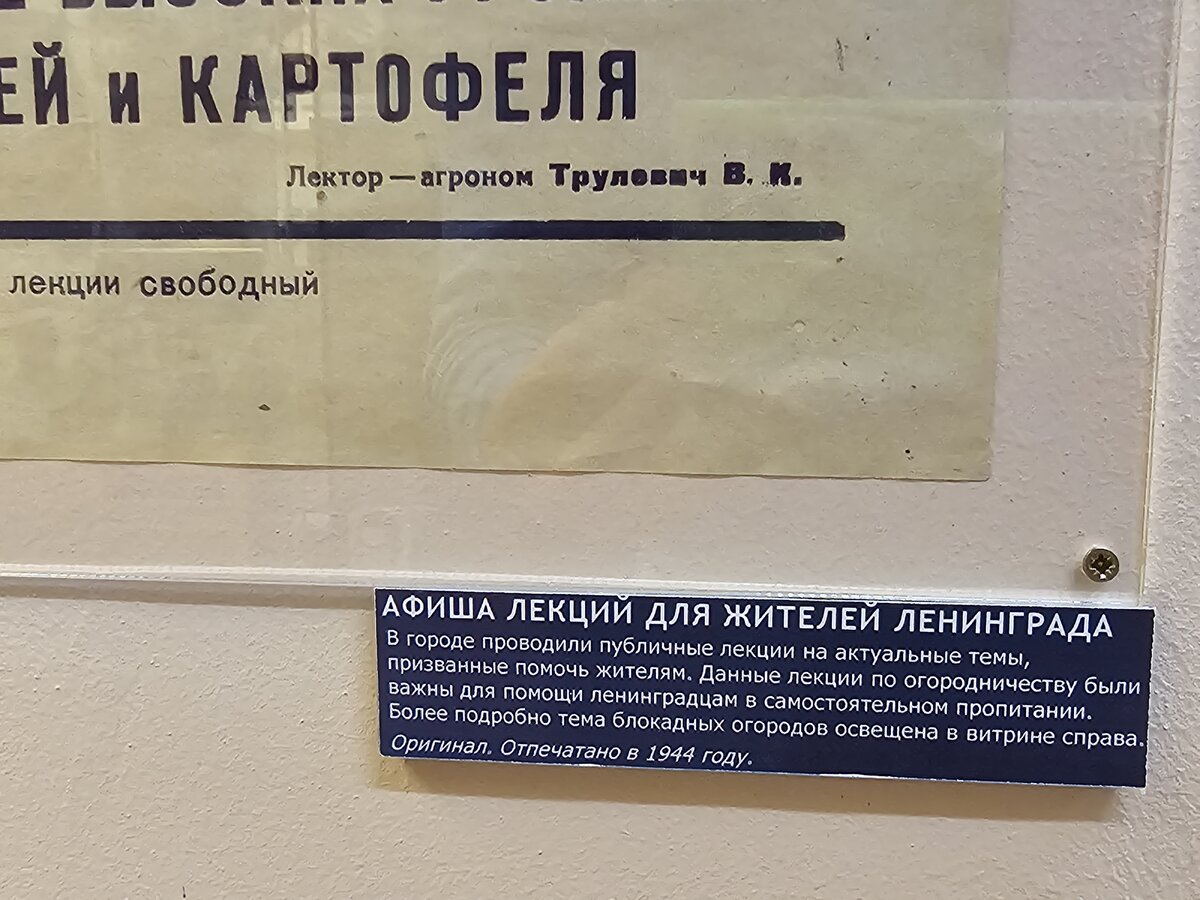 ЕЙ и КАРТОФЕЛЯ
Лектор — агроном Трулевич В. К.
лекции свободный
АФИША ЛЕКЦИЙ ДЛЯ ЖИТЕЛЕЙ ЛЕНИНГРАДА
В городе проводили публичные лекции на актуальные темы,
призванные помочь жителям. Данные лекции по огородничеству были
важны для помощи ленинградцам в самостоятельном пропитании.
Более подробно тема блокадных огородов освещена в витрине справа.
Оригинал. Отпечатано в 1944 году.